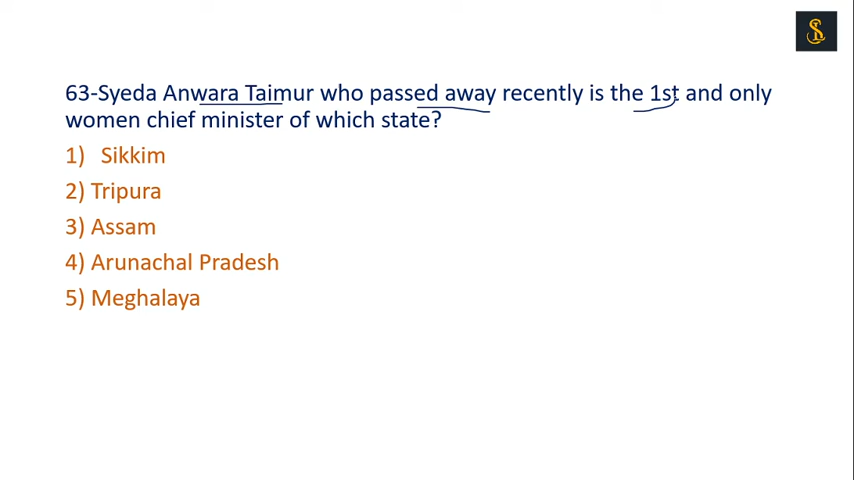 63-Syeda Anwara Taimur who passed away recently is the 1st and only
women chief minister of which state?
1) Sikkim
2) Tripura
3) Assam
4) Arunachal Pradesh
5) Meghalaya